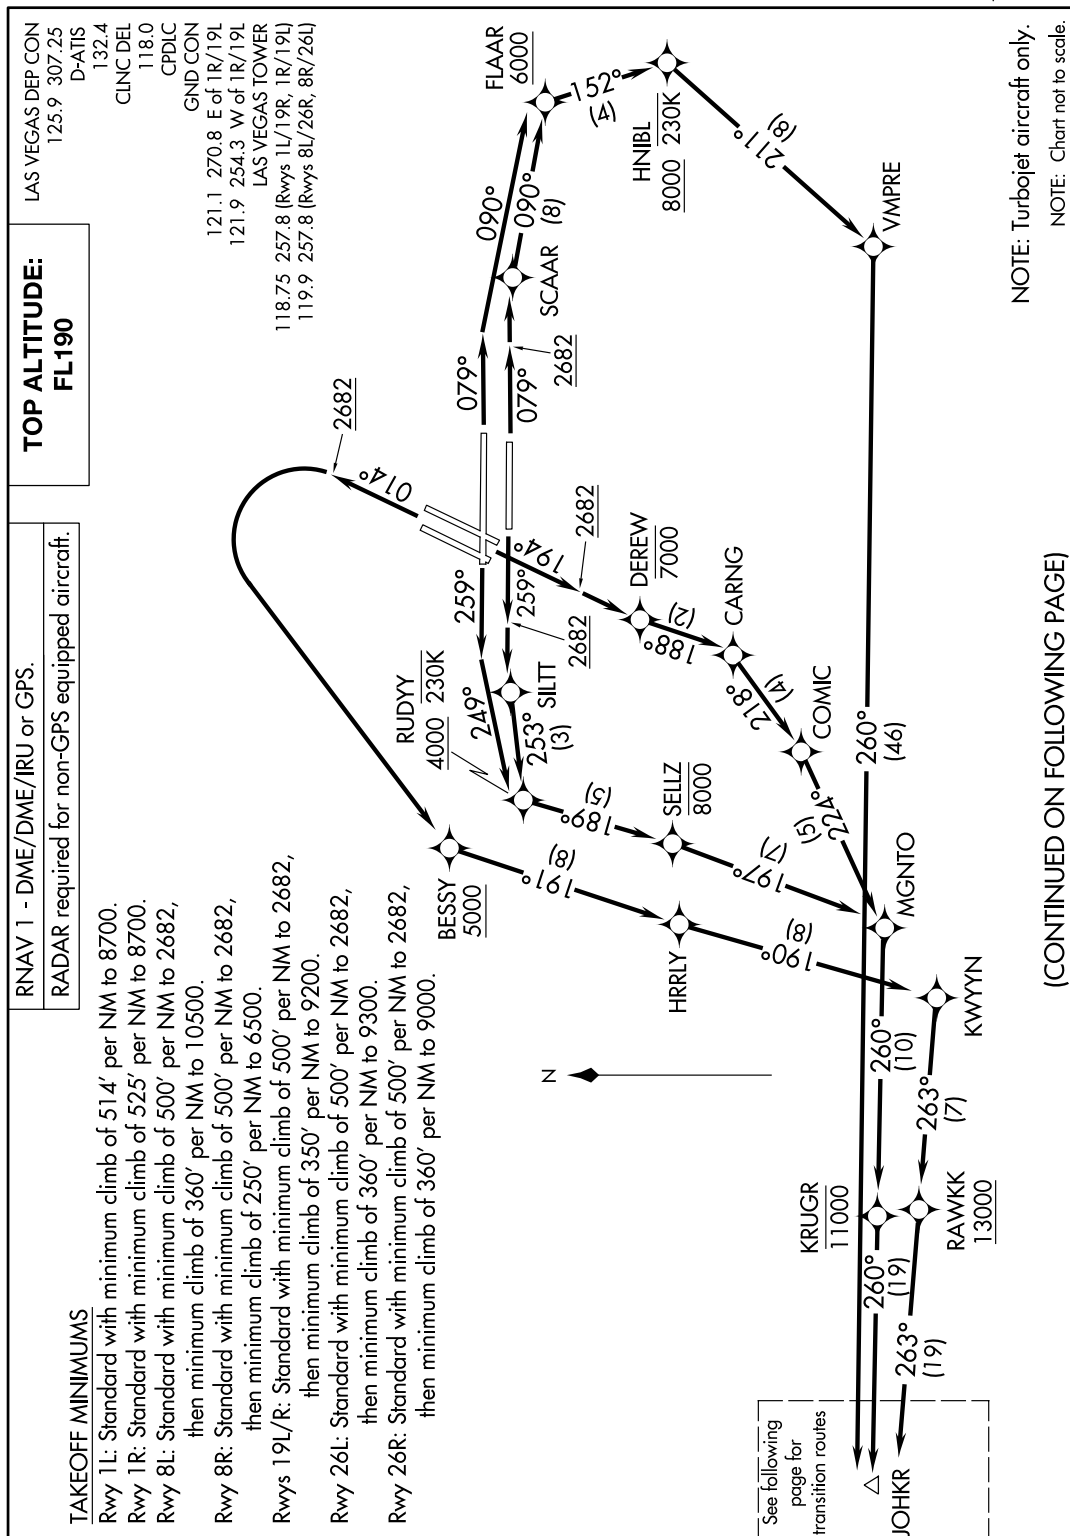 RNAV 1 - DME/DME/IRU or GPS.
RADAR required for non-GPS equipped aircraft.
TOP ALTITUDE:
FL190
LAS VEGAS DEP CON
125.9 307.25
D-ATIS
132.4
CLNC DEL
118.0
CPDLC
GND CON
121.1 270.8 E of 1R/19L
121.9 254.3 W of 1R/19L
LAS VEGAS TOWER
118.75 257.8 (Rwys 1L/19R, 1R/19L)
119.9 257.8 (Rwys 8L/26R, 8R/26L)
TAKEOFF MINIMUMS
Rwy 1L: Standard with minimum climb of 514' per NM to 8700.
Rwy 1R: Standard with minimum climb of 525' per NM to 8700.
Rwy 8L: Standard with minimum climb of 500' per NM to 2682,
then minimum climb of 360' per NM to 10500.
Rwy 8R: Standard with minimum climb of 500' per NM to 2682,
then minimum climb of 250' per NM to 6500.
Rwys 19L/R: Standard with minimum climb of 500' per NM to 2682,
then minimum climb of 350' per NM to 9200.
Rwy 26L: Standard with minimum climb of 500' per NM to 2682,
then minimum climb of 360' per NM to 9300.
Rwy 26R: Standard with minimum climb of 500' per NM to 2682,
then minimum climb of 360' per NM to 9000.
2682
014°
BESSY
5000
191°
(8)
HRRLY
190°
(8)
KWYYN
263°
(7)
RAWKK
13000
263°
(19)
JOHKR
259°
249°
RUDYY
4000 230K
259°
2682
SILTT
253°
(3)
189°
(5)
SELLZ
8000
197°
(7)
MGNTO
260°
(10)
KRUGR
11000
260°
(19)
194°
2682
DEREW
7000
188°
(2)
CARNG
218°
(4)
COMIC
224°
(5)
079°
090°
079°
2682
SCAAR
090°
(8)
FLAAR
6000
152°
(4)
HNIBL
8000 230K
211°
(8)
VMPRE
260°
(46)
N
See following
page for
transition routes
NOTE: Turbojet aircraft only.
NOTE: Chart not to scale.
(CONTINUED ON FOLLOWING PAGE)